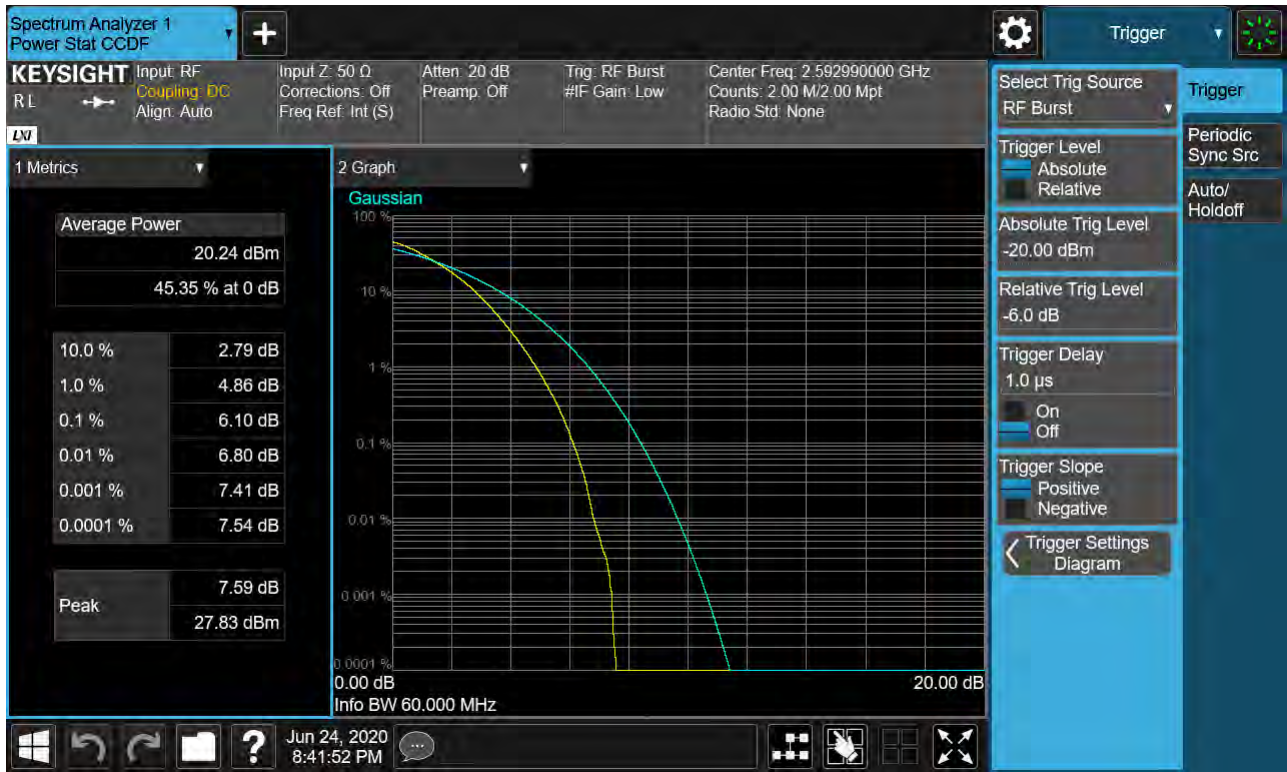 Spectrum Analyzer 1
Power Stat CCDF
+
Trigger
KEYSIGHT
RL
LXI
Input: RF
Coupling: DC
Align: Auto
Input Z: 50 Ω
Corrections: Off
Freq Ref: Int (S)
Atten: 20 dB
Preamp: Off
Trig: RF Burst
#IF Gain: Low
Center Freq: 2.592990000 GHz
Counts: 2.00 M/2.00 Mpt
Radio Std: None
1 Metrics
Average Power
20.24 dBm
45.35 % at 0 dB
10.0 % 2.79 dB
1.0 % 4.86 dB
0.1 % 6.10 dB
0.01 % 6.80 dB
0.001 % 7.41 dB
0.0001 % 7.54 dB
Peak
7.59 dB
27.83 dBm
2 Graph
Gaussian
100 %
10 %
1 %
0.1 %
0.01 %
0.001 %
0.0001 %
0.00 dB 20.00 dB
Info BW 60.000 MHz
Select Trig Source
RF Burst
Trigger Level
Absolute
Relative
Absolute Trig Level
-20.00 dBm
Relative Trig Level
-6.0 dB
Trigger Delay
1.0 µs
On
Off
Trigger Slope
Positive
Negative
Trigger Settings
Diagram
Trigger
Periodic
Sync Src
Auto/
Holdoff
?
Jun 24, 2020
8:41:52 PM